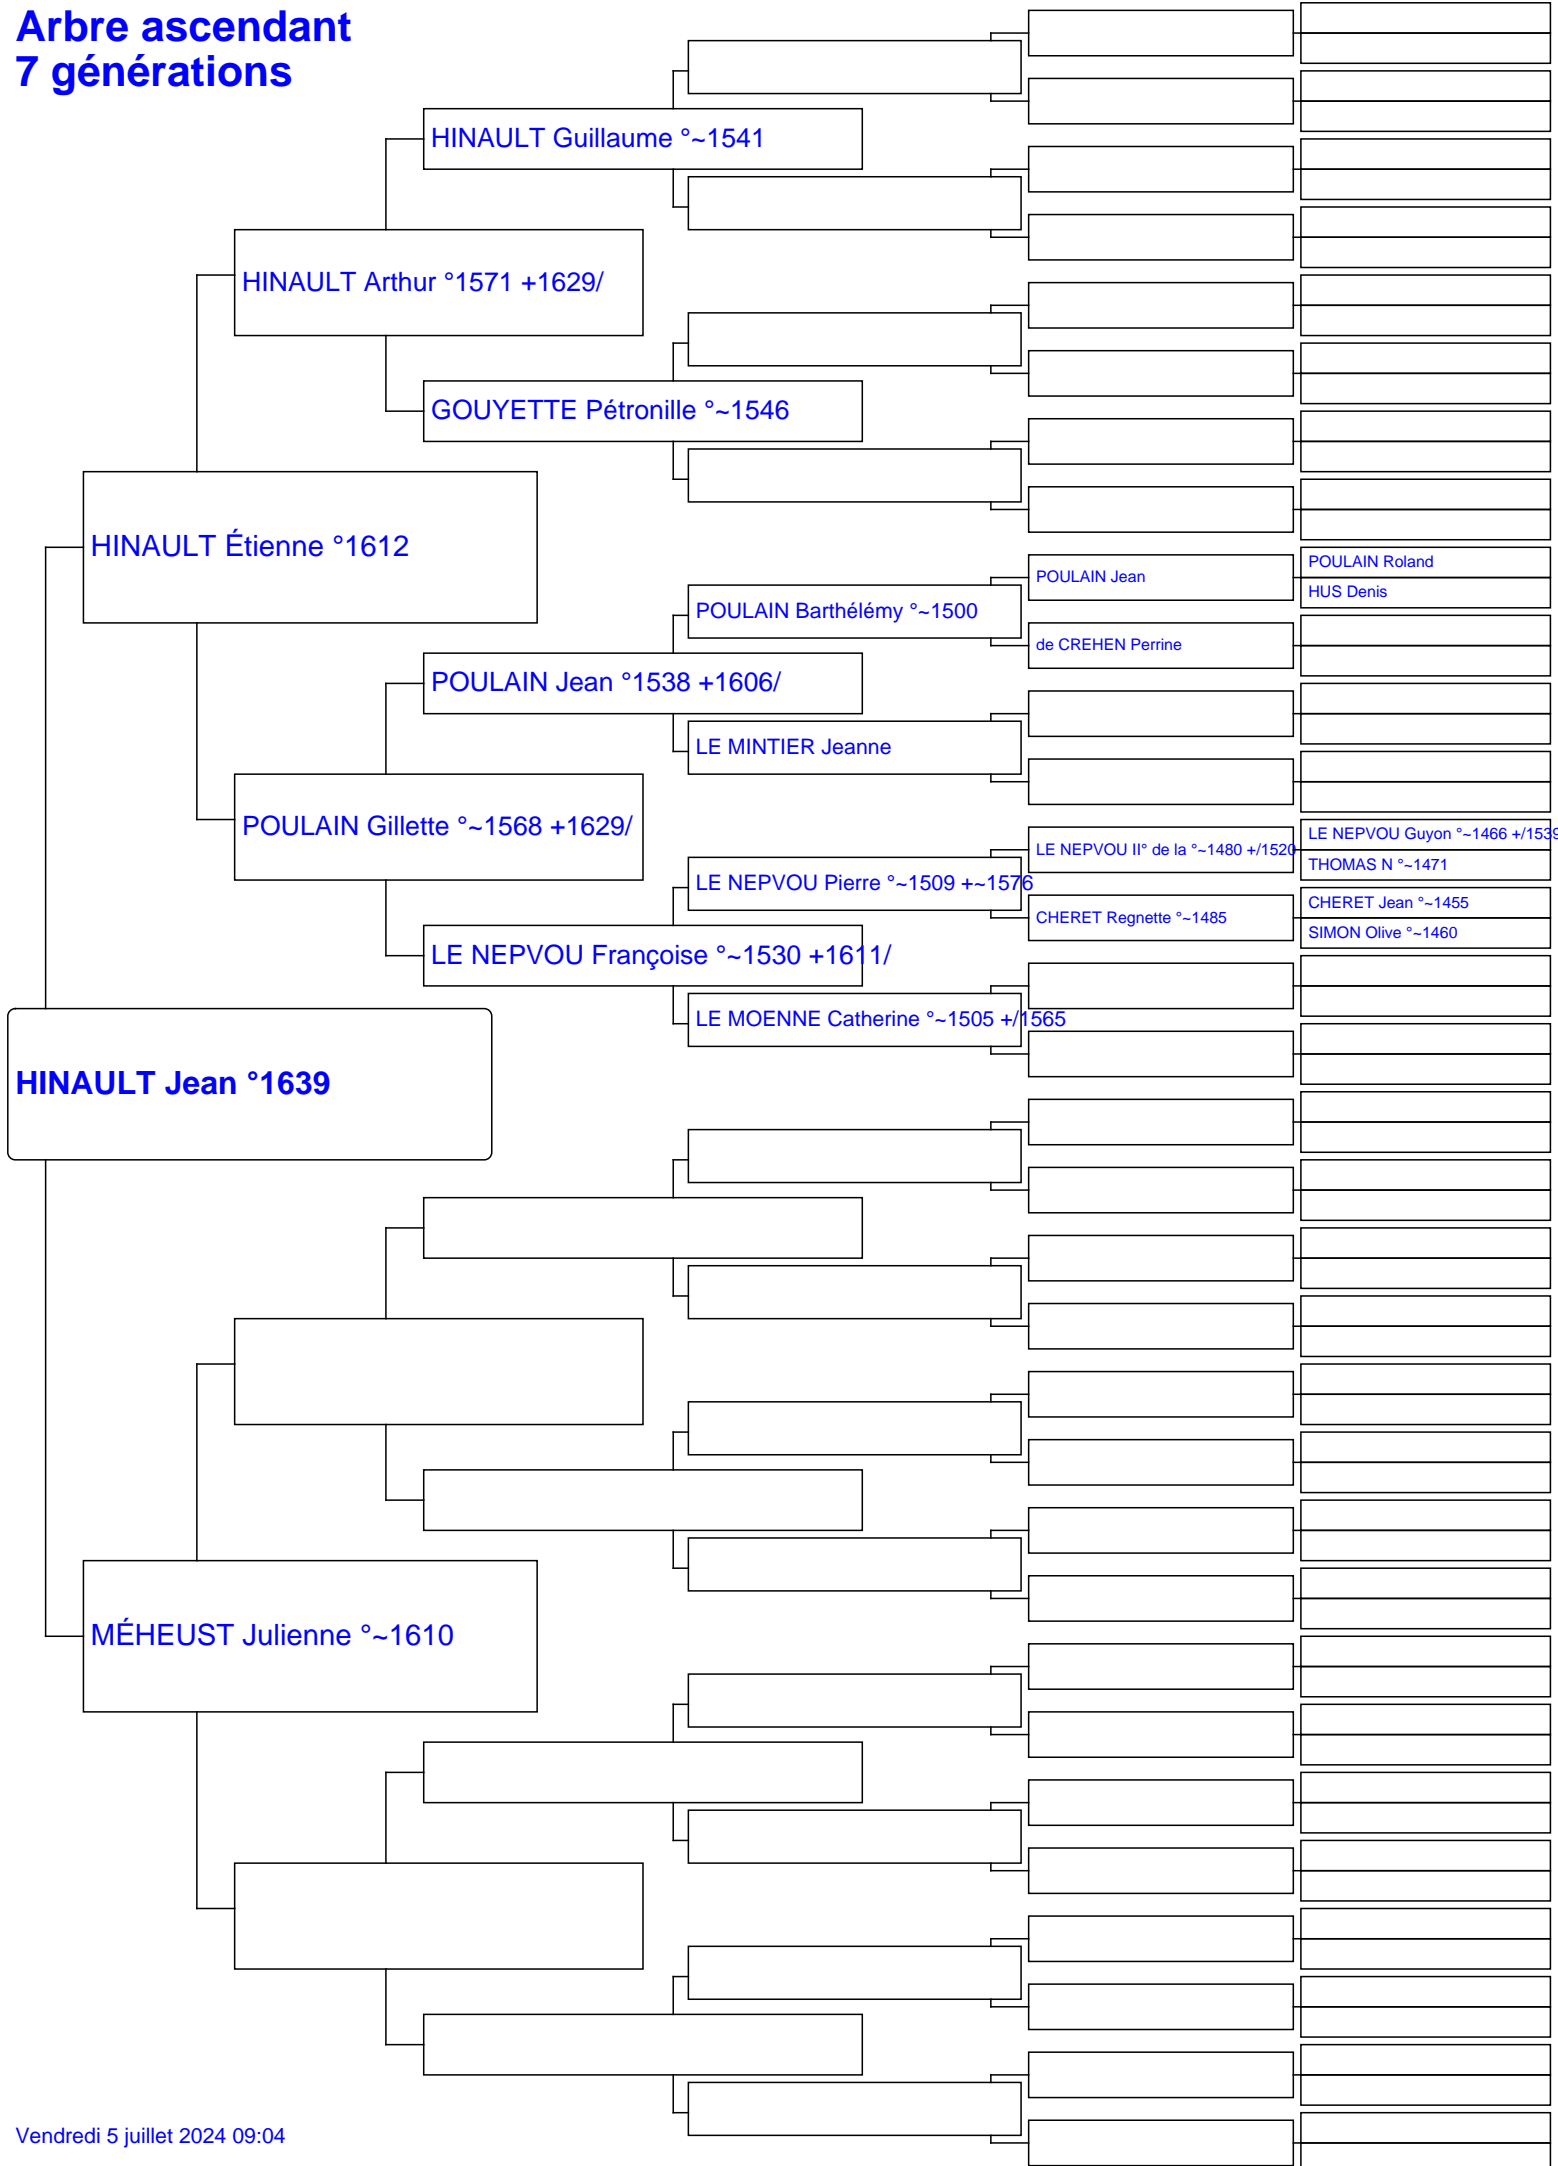 Arbre ascendant
7 générations
HINAULT Guillaume °~1541
HINAULT Arthur °1571 +1629/
GOUYETTE Pétronille °~1546
HINAULT Étienne °1612
POULAIN Roland
POULAIN Jean
HUS Denis
POULAIN Barthélémy °~1500
de CREHEN Perrine
POULAIN Jean °1538 +1606/
LE MINTIER Jeanne
POULAIN Gillette °~1568 +1629/
LE NEPVOU Guyon °~1466 +/1539
LE NEPVOU II° de la °~1480 +/1520
THOMAS N °~1471
LE NEPVOU Pierre °~1509 +~1576
CHERET Jean °~1455
CHERET Regnette °~1485
SIMON Olive °~1460
LE NEPVOU Françoise °~1530 +1611/
LE MOENNE Catherine °~1505 +/1565
HINAULT Jean °1639
MÉHEUST Julienne °~1610
Vendredi 5 juillet 2024 09:04